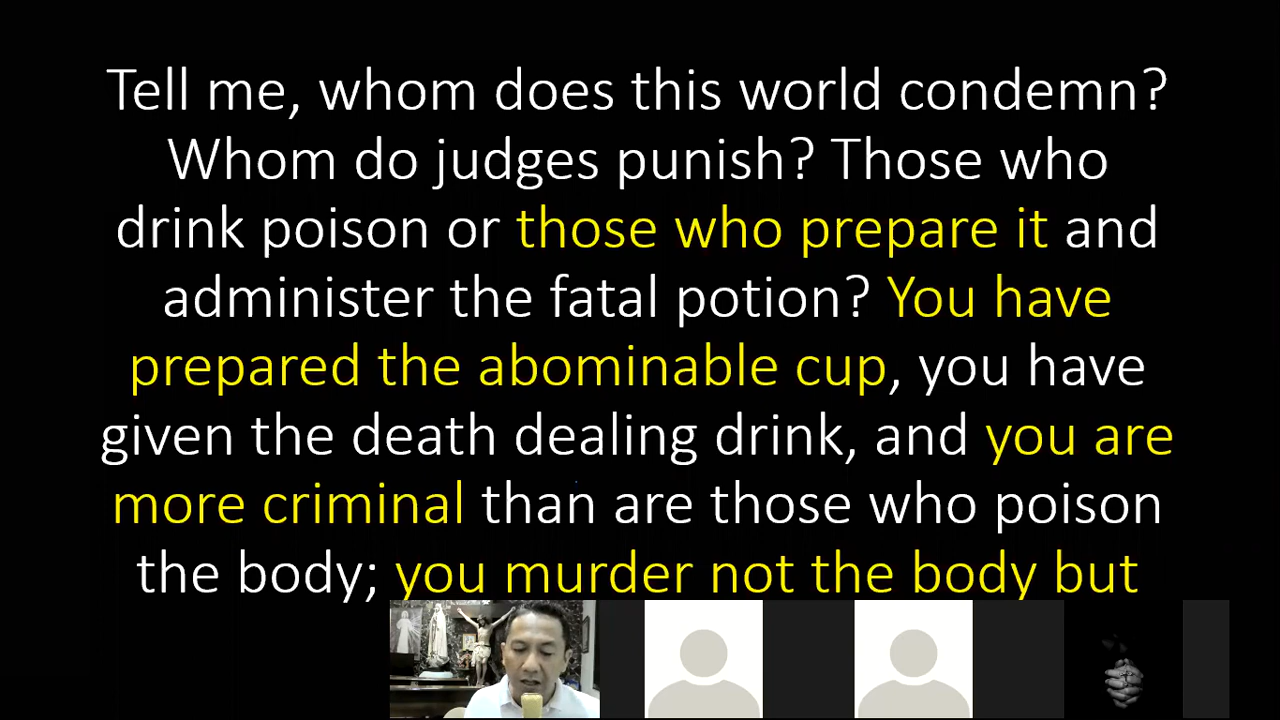 Tell me, whom does this world condemn?
Whom do judges punish? Those who
drink poison or those who prepare it and
administer the fatal potion? You have
prepared the abominable cup, you have
given the death dealing drink, and you are
more criminal than are those who poison
the body; you murder not the body but